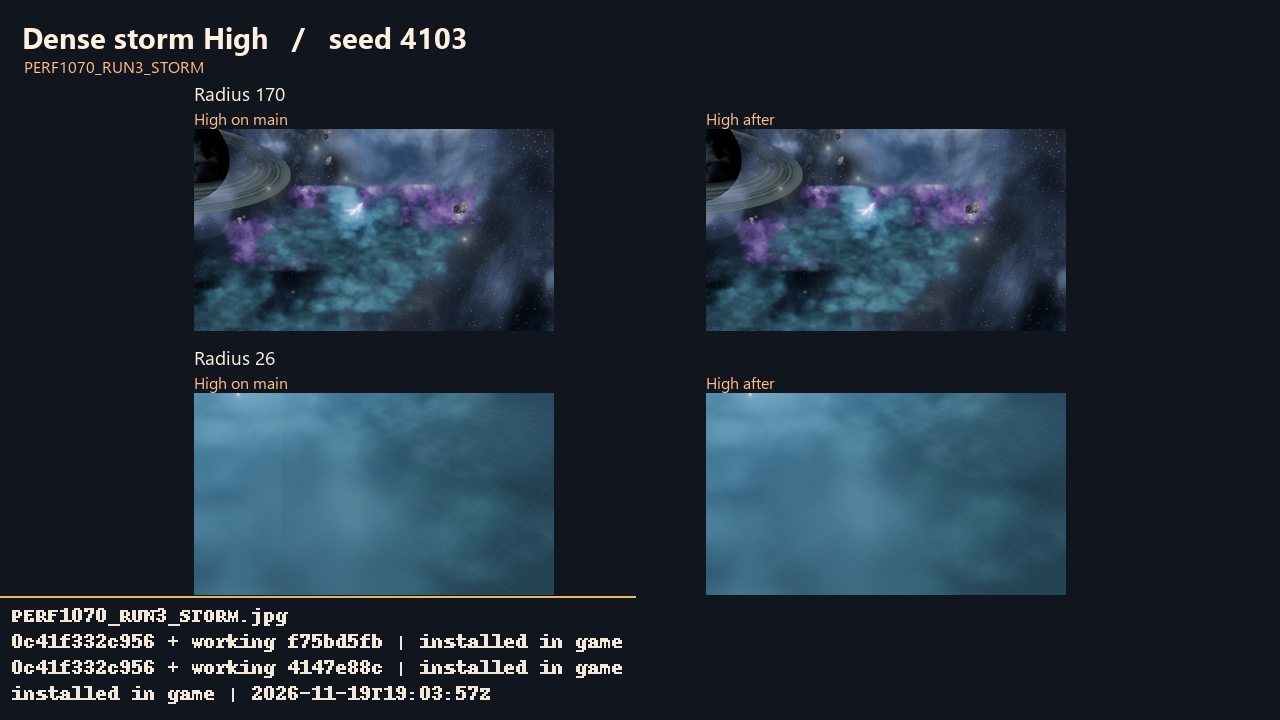 Dense storm High / seed 4103
PERF1070_RUN3_STORM
Radius 170
High on main
High after
Radius 26
High on main
High after
PERF1070_RUN3_STORM.jpg
0c41f332c956 + working f75bd5fb | installed in game
0c41f332c956 + working 4147e88c | installed in game
installed in game | 2026-11-19T19:03:57Z